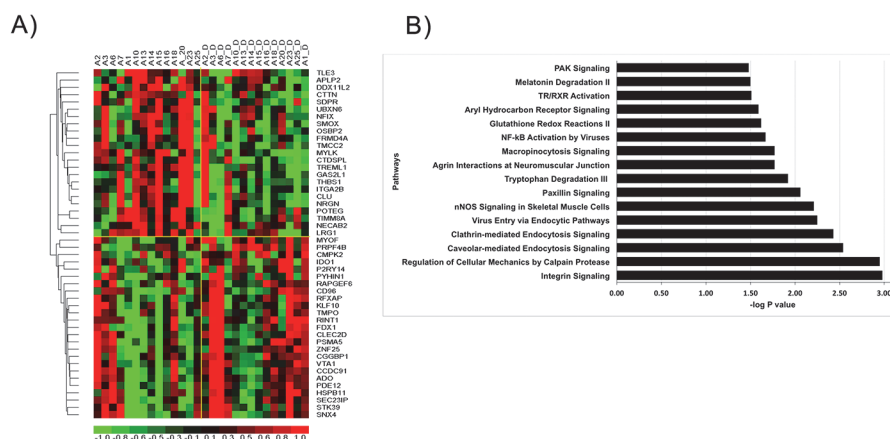 A)
B)
A2
A3
A6
A7
A1
A10
A13
A14
A15
A16
A18
A_20
A23
A25
A2_D
A3_D
A6_D
A7_D
A10_D
A13_D
A14_D
A15_D
A16_D
A18_D
A20_D
A23_D
A25_D
A1_D
TLE3
APLP2
DDX11L2
CTTN
SDPR
UBXN6
NFIX
SMOX
OSBP2
FRMD4A
TMCC2
MYLK
CTDSPL
TREML1
GAS2L1
THBS1
ITGA2B
CLU
NRGN
POTEG
TIMM8A
NECAB2
LRG1
MYOF
PRPF4B
CMPK2
IDO1
P2RY14
PYHIN1
RAPGEF6
CD96
RFXAP
KLF10
TMPO
RINT1
FDX1
CLEC2D
PSMA5
ZNF25
CGGBP1
VTA1
CCDC91
ADO
PDE12
HSPB11
SEC23IP
STK39
SNX4
-1.0 -0.8 -0.6 -0.5 -0.3 -0.1 0.1 0.3 0.5 0.6 0.8 1.0
Pathways
PAK Signaling
Melatonin Degradation II
TR/RXR Activation
Aryl Hydrocarbon Receptor Signaling
Glutathione Redox Reactions II
NF-kB Activation by Viruses
Macropinocytosis Signaling
Agrin Interactions at Neuromuscular Junction
Tryptophan Degradation III
Paxillin Signaling
nNOS Signaling in Skeletal Muscle Cells
Virus Entry via Endocytic Pathways
Clathrin-mediated Endocytosis Signaling
Caveolar-mediated Endocytosis Signaling
Regulation of Cellular Mechanics by Calpain Protease
Integrin Signaling
0.00 0.50 1.00 1.50 2.00 2.50 3.00
-log P value